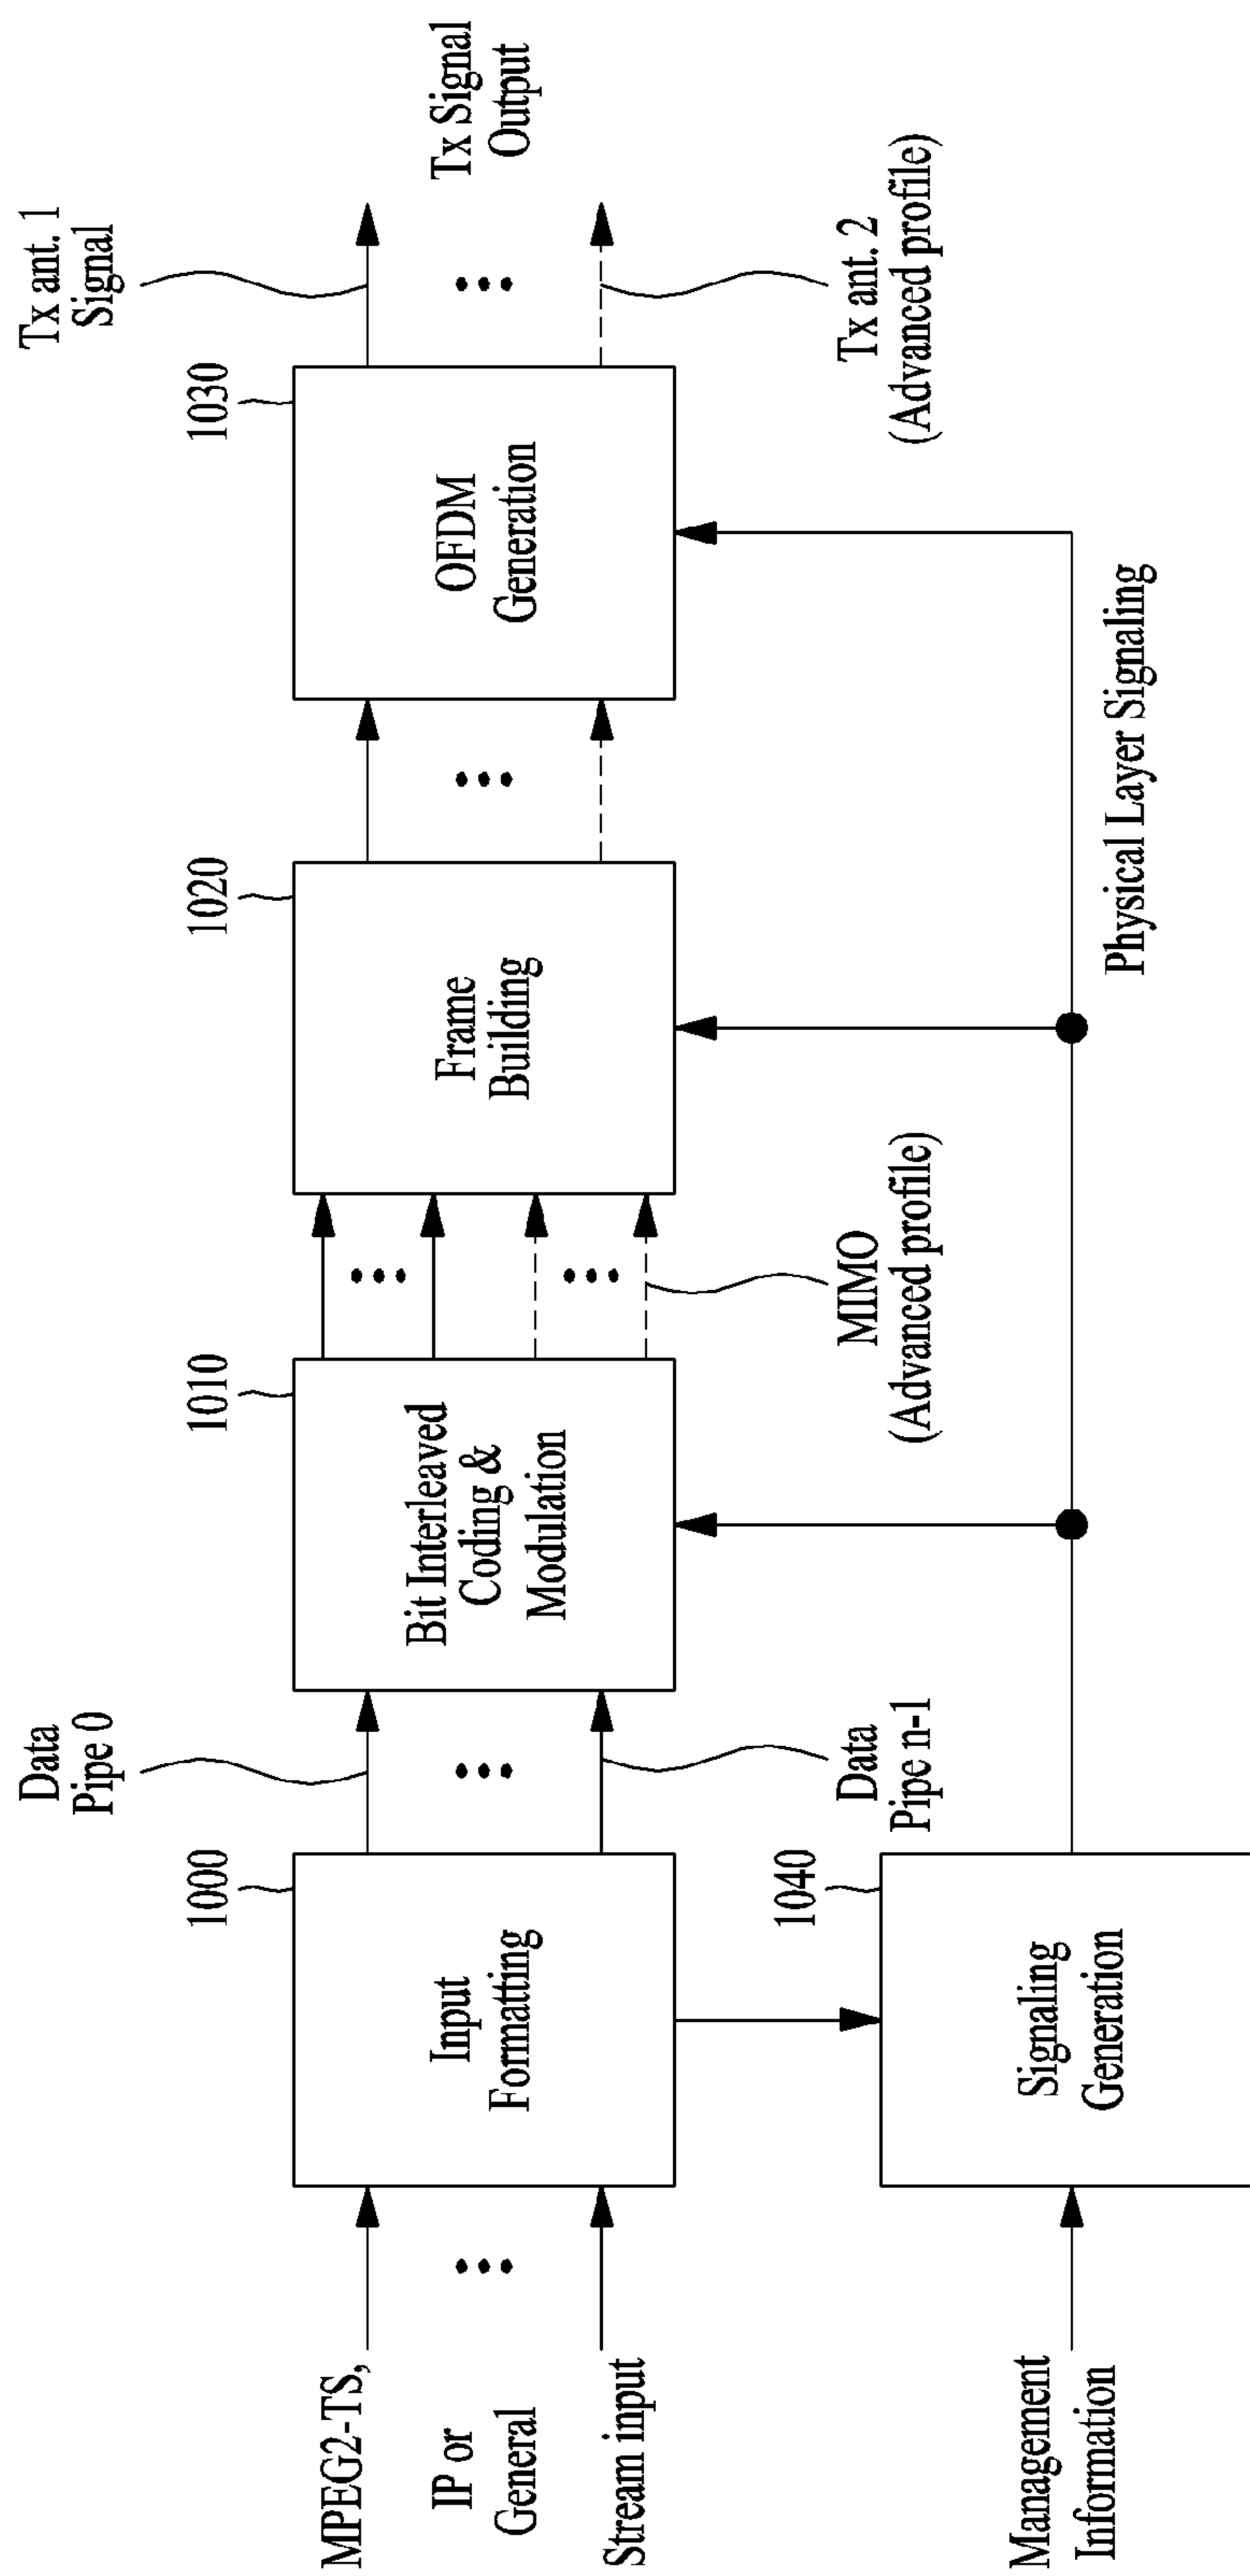 Tx ant. 1
Signal
Tx Signal
Output
Tx ant. 2
(Advanced profile)
1030
OFDM
Generation
1020
Frame
Building
Physical Layer Signaling
MIMO
(Advanced profile)
1010
Bit Interleaved
Coding &
Modulation
Data
Pipe 0
Data
Pipe n-1
1000
Input
Formatting
1040
Signaling
Generation
MPEG2-TS,
IP or
General
Stream input
Management
Information